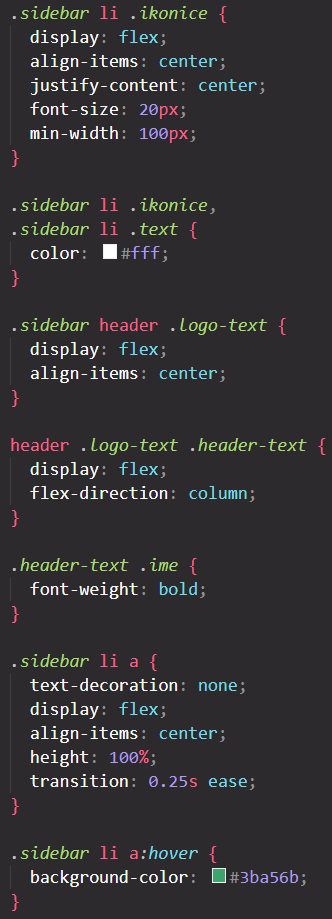 .sidebar li .ikonice {
display: flex;
align-items: center;
justify-content: center;
font-size: 20px;
min-width: 100px;
}
.sidebar li .ikonice,
.sidebar li .text {
color: #fff;
}
.sidebar header .logo-text {
display: flex;
align-items: center;
}
header .logo-text .header-text {
display: flex;
flex-direction: column;
}
.header-text .ime {
font-weight: bold;
}
.sidebar li a {
text-decoration: none;
display: flex;
align-items: center;
height: 100%;
transition: 0.25s ease;
}
.sidebar li a:hover {
background-color: #3ba56b;
}